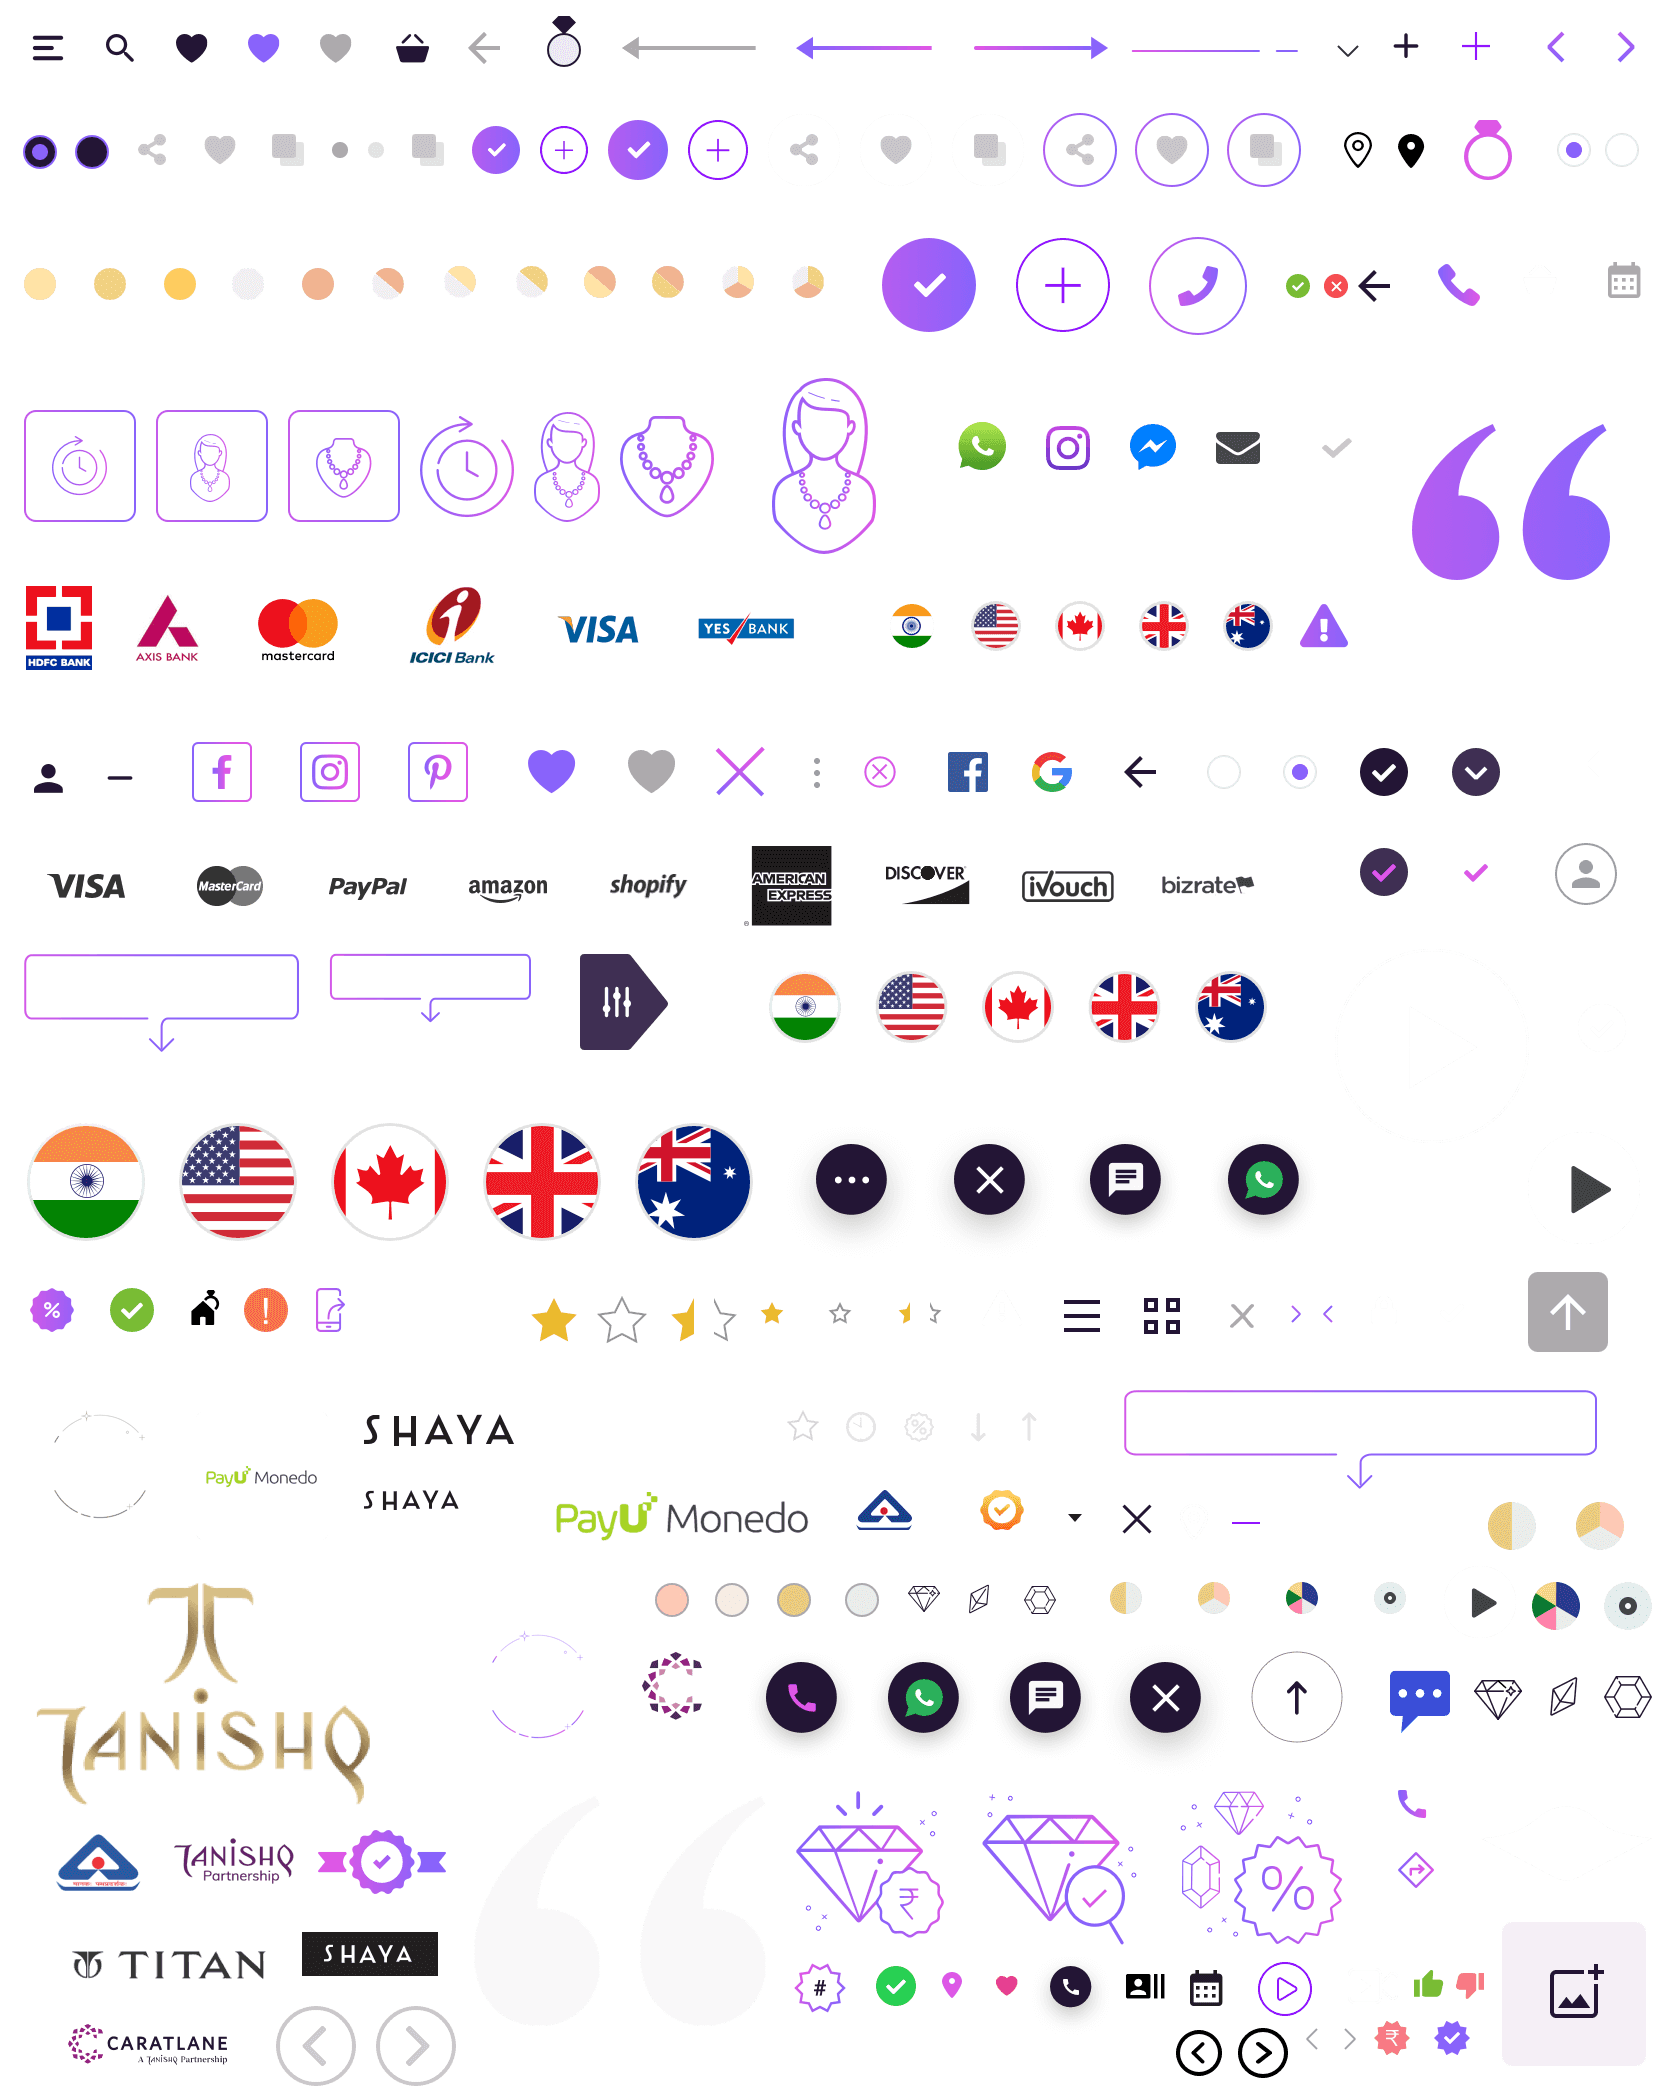 HDFC BANK
AXIS BANK
mastercard
ICICI Bank
VISA
YES BANK
VISA
MasterCard
PayPal
amazon
shopify
AMERICAN
EXPRESS
DISCOVER
iVouch
bizrate
%
SHAYA
PayU Monedo
SHAYA
PayU Monedo
%
TANISHQ
TANISHQ
Partnership
₹
%
TITAN
SHAYA
#
CARATLANE
A TANISHQ Partnership
₹